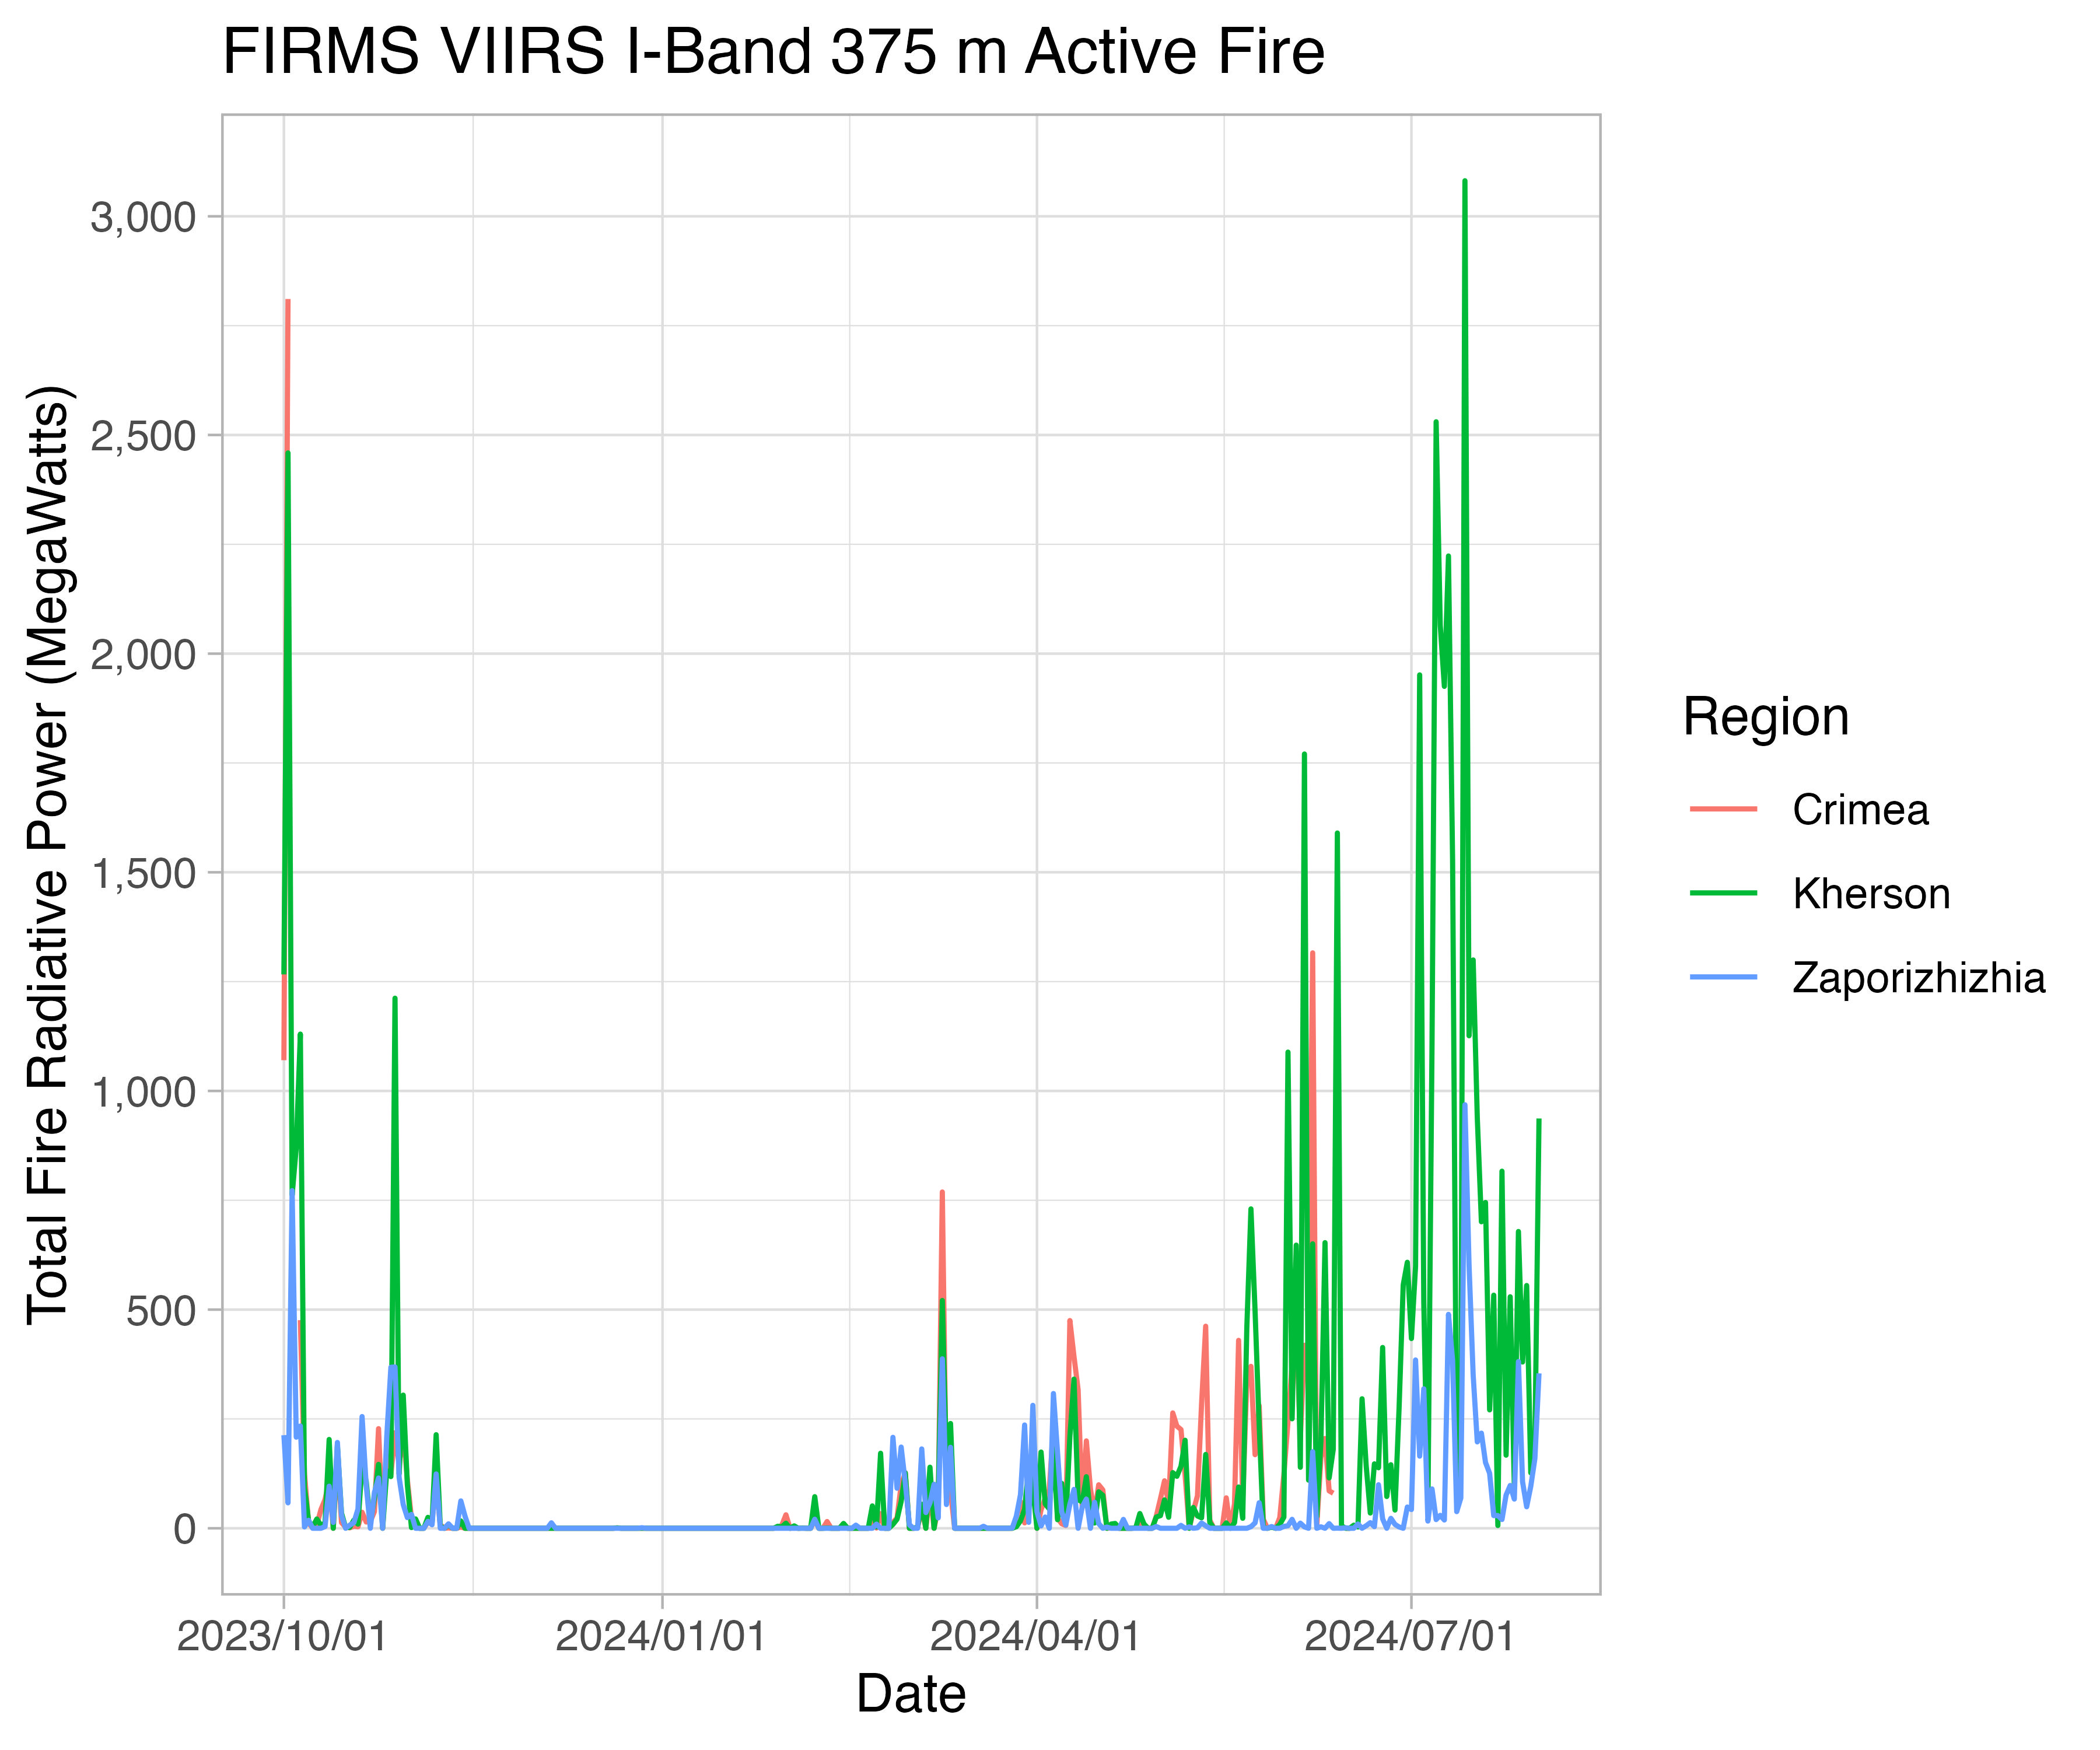 FIRMS VIIRS I-Band 375 m Active Fire
Total Fire Radiative Power (MegaWatts)
3,000
2,500
2,000
1,500
1,000
500
0
2023/10/01
2024/01/01
2024/04/01
2024/07/01
Date
Region
Crimea
Kherson
Zaporizhizhia